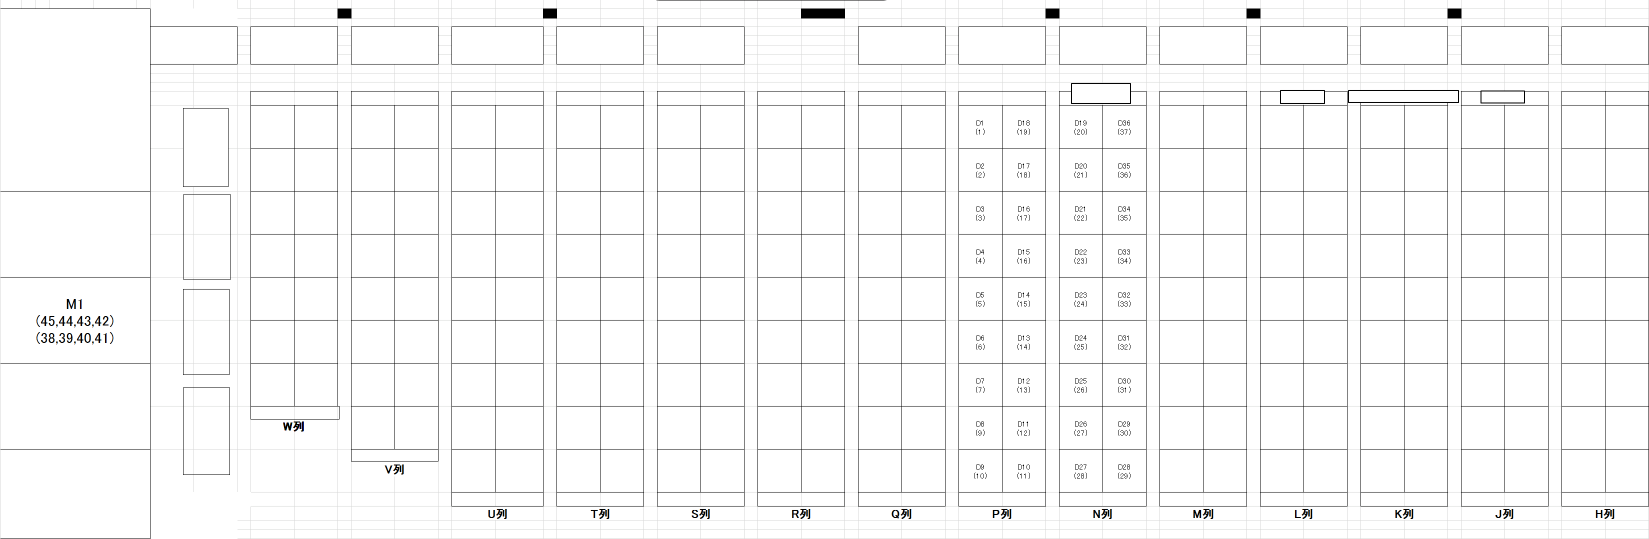 D1 D18 D19 D36
(1) (19) (20) (37)
D2 D17 D20 D35
(2) (18) (21) (36)
D3 D16 D21 D34
(3) (17) (22) (35)
D4 D15 D22 D33
(4) (16) (23) (34)
D5 D14 D23 D32
(5) (15) (24) (33)
M1
(45,44,43,42)
(38,39,40,41)
D6 D13 D24 D31
(6) (14) (25) (32)
D7 D12 D25 D30
(7) (13) (26) (31)
D8 D11 D26 D29
(9) (12) (27) (30)
D9 D10 D27 D28
(10) (11) (28) (29)
W列
V列
U列 T列 S列 R列 Q列 P列 N列 M列 L列 K列 J列 H列